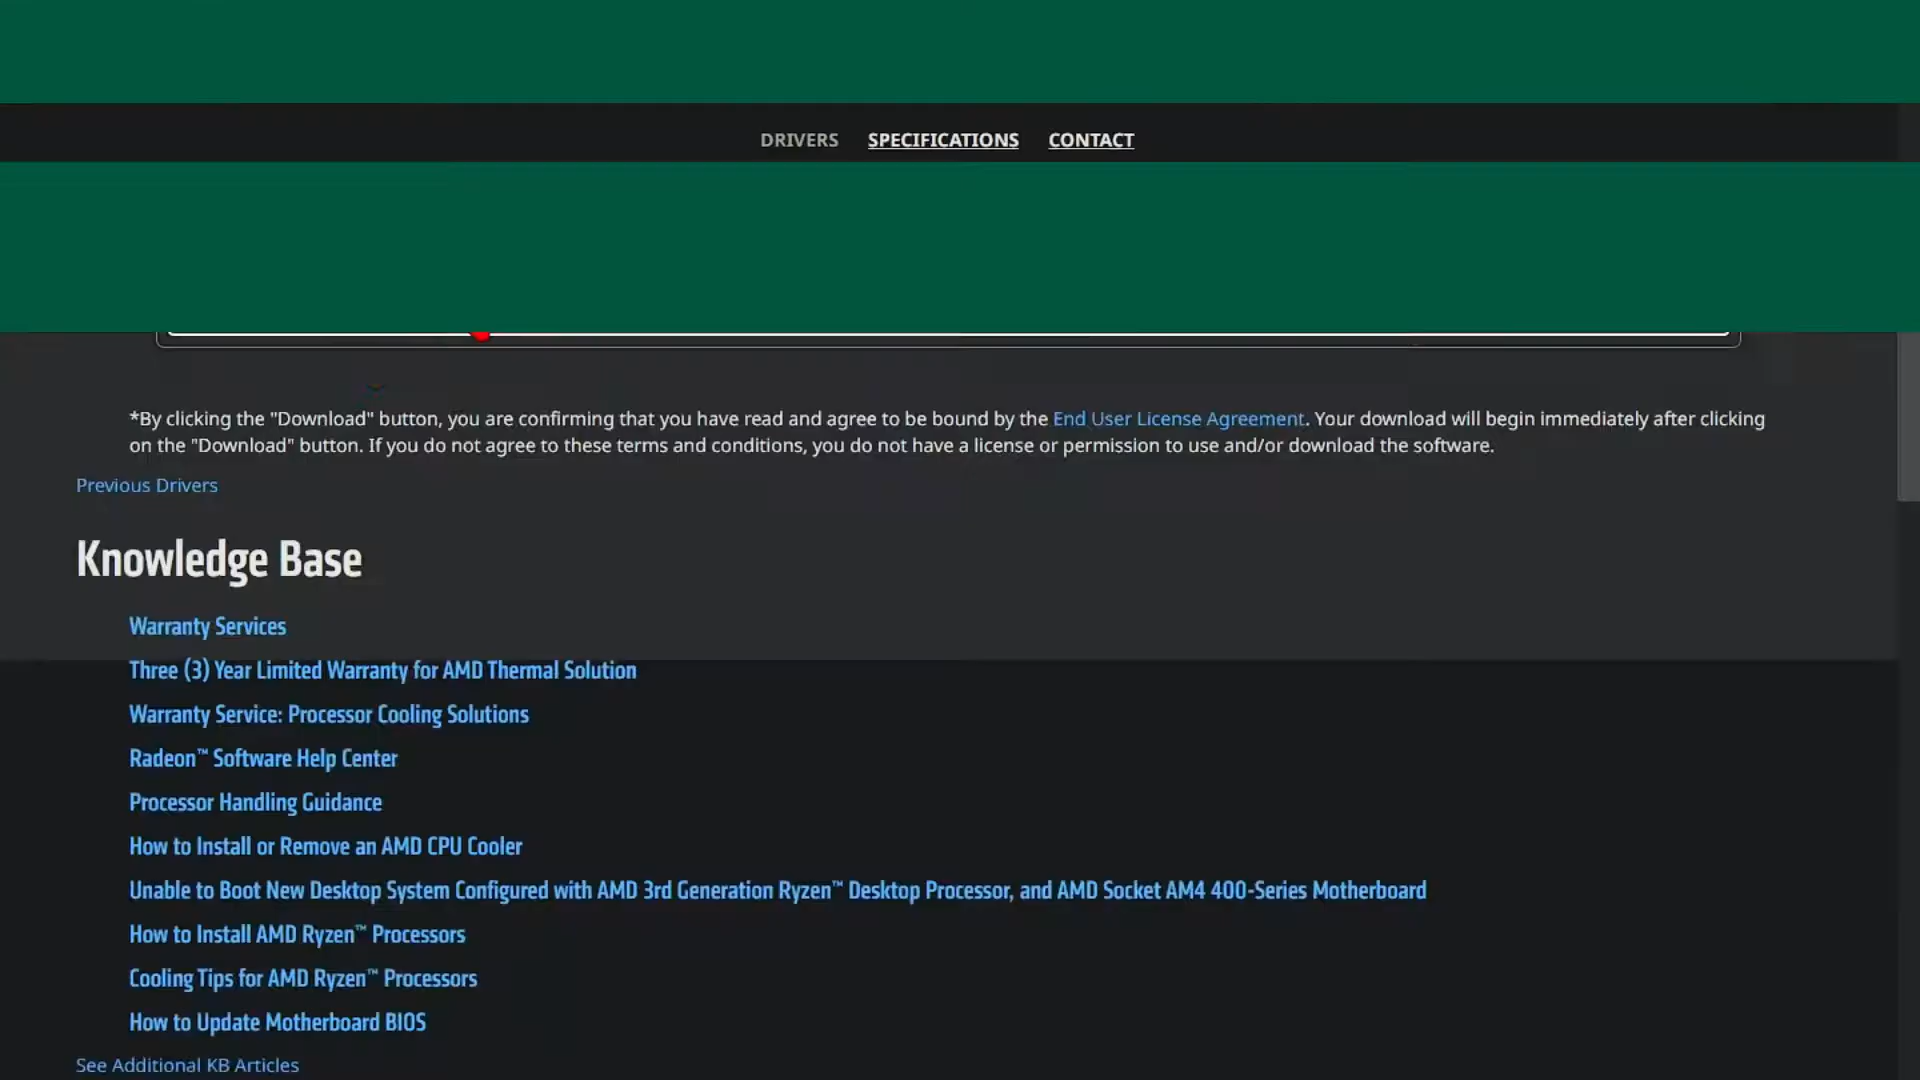 DRIVERS SPECIFICATIONS CONTACT
*By clicking the "Download" button, you are confirming that you have read and agree to be bound by the End User License Agreement. Your download will begin immediately after clicking
on the "Download" button. If you do not agree to these terms and conditions, you do not have a license or permission to use and/or download the software.
Previous Drivers
Knowledge Base
Warranty Services
Three (3) Year Limited Warranty for AMD Thermal Solution
Warranty Service: Processor Cooling Solutions
Radeon™ Software Help Center
Processor Handling Guidance
How to Install or Remove an AMD CPU Cooler
Unable to Boot New Desktop System Configured with AMD 3rd Generation Ryzen™ Desktop Processor, and AMD Socket AM4 400-Series Motherboard
How to Install AMD Ryzen™ Processors
Cooling Tips for AMD Ryzen™ Processors
How to Update Motherboard BIOS
See Additional KB Articles